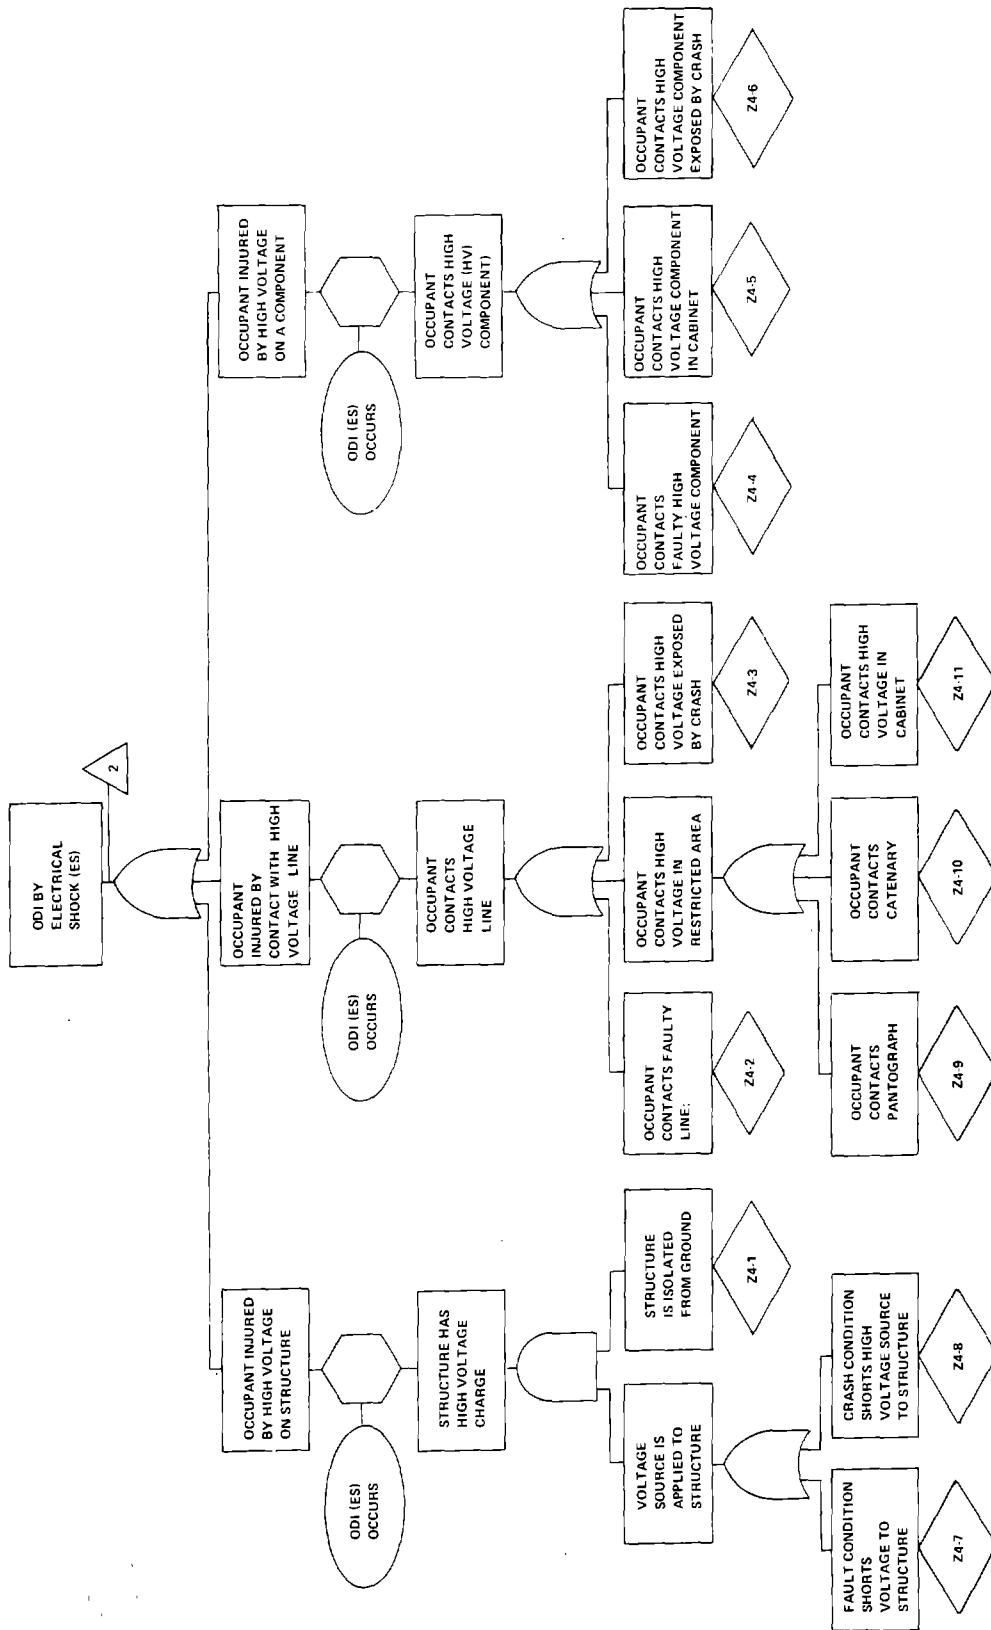 ODI BY
ELECTRICAL
SHOCK (ES)
2
OCCUPANT INJURED
BY HIGH VOLTAGE
ON STRUCTURE
OCCUPANT
INJURED BY
CONTACT WITH HIGH
VOLTAGE LINE
OCCUPANT INJURED
BY HIGH VOLTAGE
ON A COMPONENT
ODI (ES)
OCCURS
ODI (ES)
OCCURS
ODI (ES)
OCCURS
STRUCTURE HAS
HIGH VOLTAGE
CHARGE
OCCUPANT
CONTACTS
HIGH VOLTAGE
LINE
OCCUPANT
CONTACTS HIGH
VOLTAGE (HV)
COMPONENT)
VOLTAGE
SOURCE IS
APPLIED TO
STRUCTURE
STRUCTURE
IS ISOLATED
FROM GROUND
Z4-1
OCCUPANT
CONTACTS FAULTY
LINE:
Z4-2
OCCUPANT
CONTACTS HIGH
VOLTAGE IN
RESTRICTED AREA
OCCUPANT
CONTACTS HIGH
VOLTAGE EXPOSED
BY CRASH
Z4-3
OCCUPANT
CONTACTS
FAULTY HIGH
VOLTAGE COMPONENT
Z4-4
OCCUPANT
CONTACTS HIGH
VOLTAGE COMPONENT
IN CABINET
Z4-5
OCCUPANT
CONTACTS HIGH
VOLTAGE COMPONENT
EXPOSED BY CRASH
Z4-6
FAULT CONDITION
SHORTS
VOLTAGE TO
STRUCTURE
Z4-7
CRASH CONDITION
SHORTS HIGH
VOLTAGE SOURCE
TO STRUCTURE
Z4-8
OCCUPANT
CONTACTS
PANTOGRAPH
Z4-9
OCCUPANT
CONTACTS
CATENARY
Z4-10
OCCUPANT
CONTACTS HIGH
VOLTAGE IN
CABINET
Z4-11